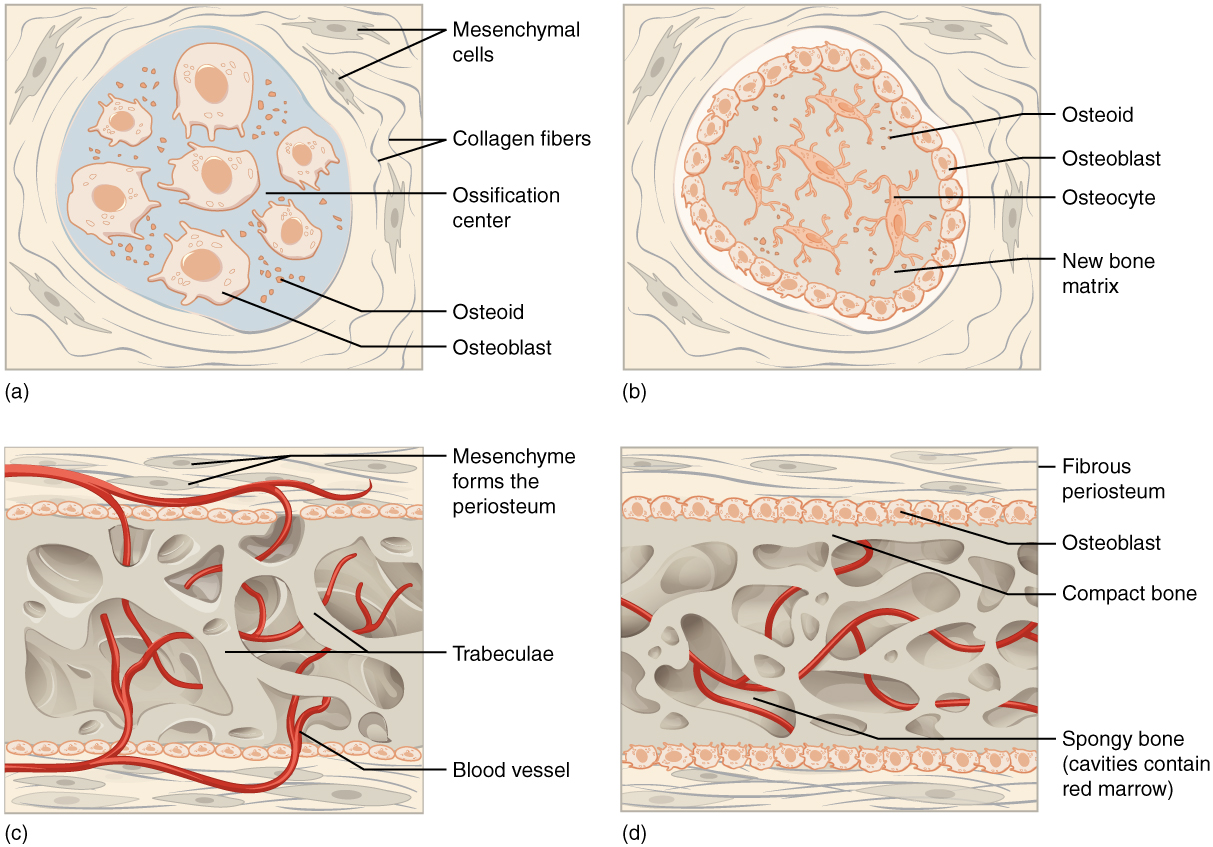 Mesenchymal
cells
Collagen fibers
Ossification
center
Osteoid
Osteoblast
(a)
Osteoid
Osteoblast
Osteocyte
New bone
matrix
(b)
Mesenchyme
forms the
periosteum
Trabeculae
Blood vessel
(c)
Fibrous
periosteum
Osteoblast
Compact bone
Spongy bone
(cavities contain
red marrow)
(d)